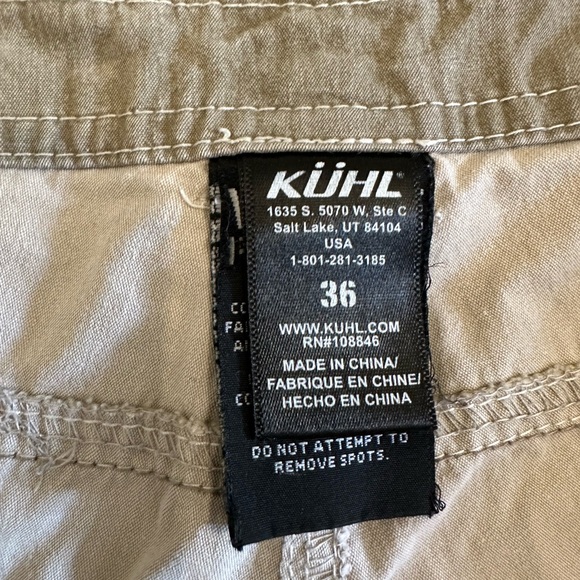 KÜHL
1635 S. 5070 W, Ste C
Salt Lake, UT 84104
USA
1-801-281-3185
36
WWW.KUHL.COM
RN#108846
MADE IN CHINA/
FABRIQUE EN CHINE/
HECHO EN CHINA
DO NOT ATTEMPT TO
REMOVE SPOTS.